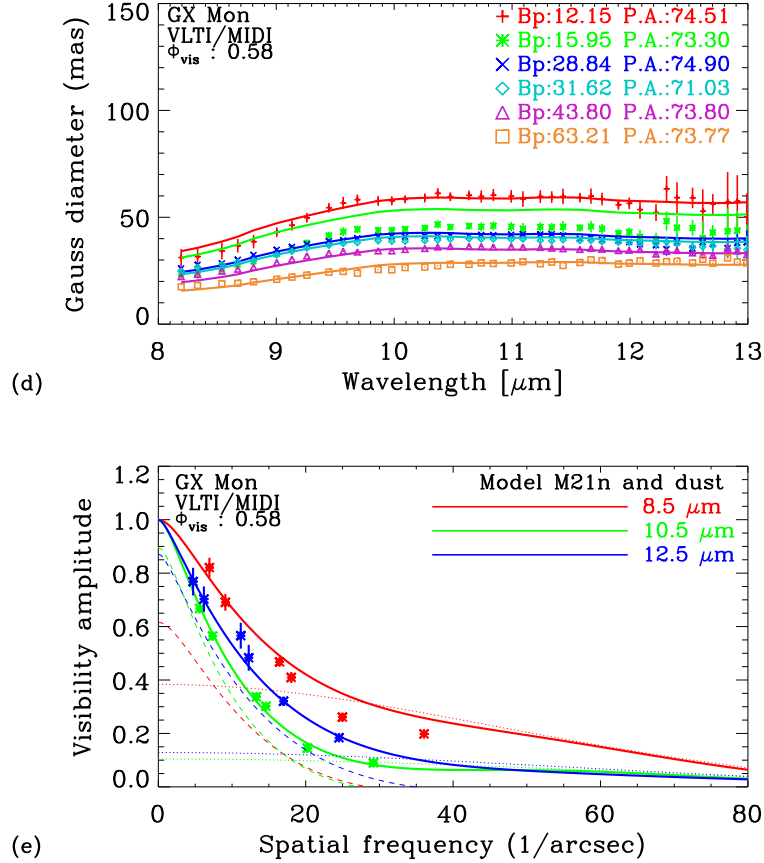 150
100
50
0
Gauss diameter (mas)
GX Mon
VLTI/MIDI
Φvis : 0.58
Bp:12.15 P.A.:74.51
Bp:15.95 P.A.:73.30
Bp:28.84 P.A.:74.90
Bp:31.62 P.A.:71.03
Bp:43.80 P.A.:73.80
Bp:63.21 P.A.:73.77
8 9 10 11 12 13
Wavelength [μm]
(d)
1.2
1.0
0.8
0.6
0.4
0.2
0.0
Visibility amplitude
GX Mon
VLTI/MIDI
Φvis : 0.58
Model M21n and dust
8.5 μm
10.5 μm
12.5 μm
0 20 40 60 80
Spatial frequency (1/arcsec)
(e)